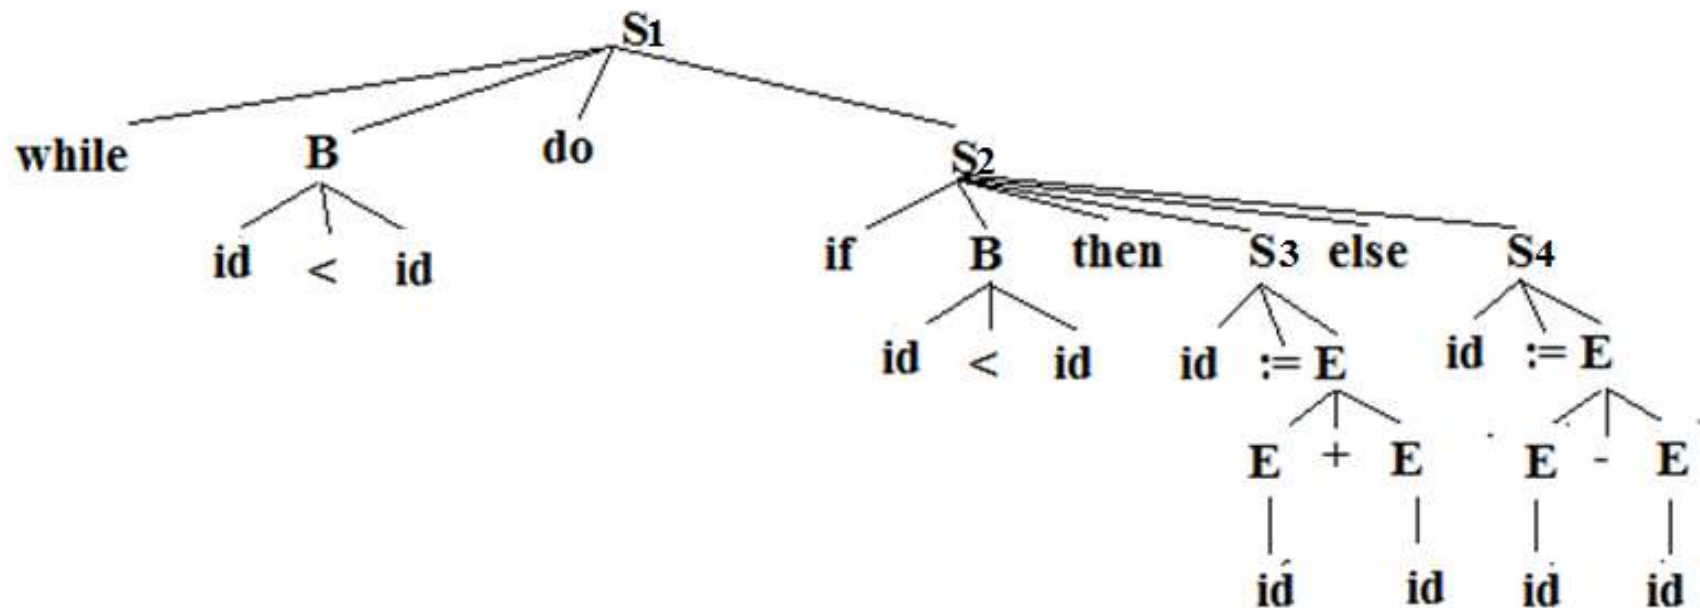 S1
while B do S2
id < id if B then S3 else S4
id < id id := E id := E
E + E E - E
id id id id